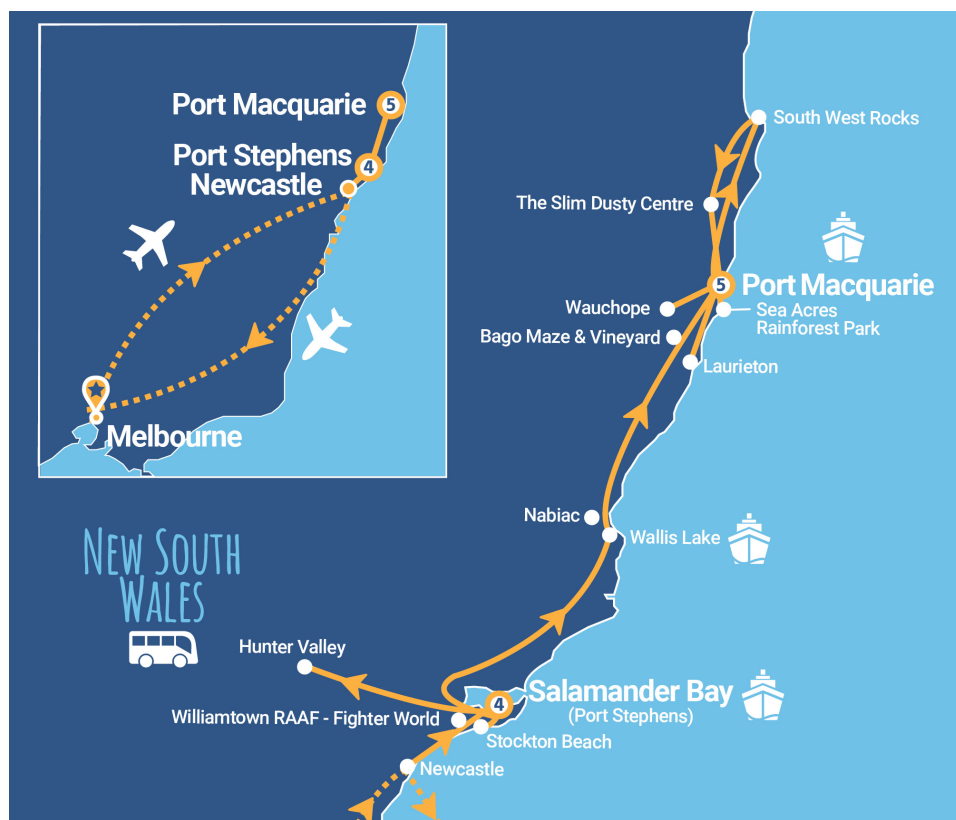 Port Macquarie
5
Port Stephens
4
Newcastle
Melbourne
South West Rocks
The Slim Dusty Centre
5
Port Macquarie
Wauchope
Sea Acres
Rainforest Park
Bago Maze & Vineyard
Laurieton
Nabiac
Wallis Lake
NEW SOUTH
WALES
Hunter Valley
4
Salamander Bay
(Port Stephens)
Williamtown RAAF - Fighter World
Stockton Beach
Newcastle